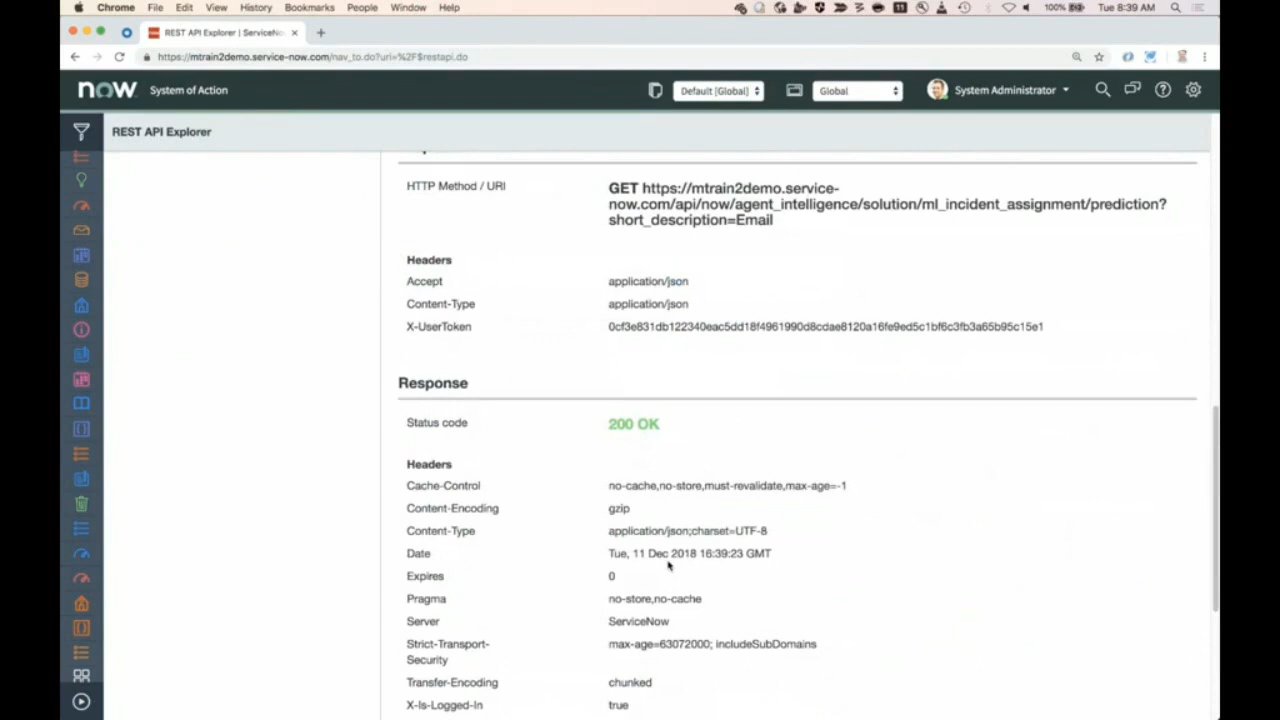 Chrome File Edit View History Bookmarks People Window Help 100% Tue 8:39 AM
REST API Explorer | ServiceNo
https://mtrain2demo.service-now.com/nav_to.do?uri=%2F$restapi.do
now System of Action Default [Global] Global System Administrator
REST API Explorer
HTTP Method / URI
GET https://mtrain2demo.service-
now.com/api/now/agent_intelligence/solution/ml_incident_assignment/prediction?
short_description=Email
Headers
Accept application/json
Content-Type application/json
X-UserToken 0cf3e831db122340eac5dd18f4961990d8cdae8120a16fe9ed5c1bf6c3fb3a65b95c15e1
Response
Status code 200 OK
Headers
Cache-Control no-cache,no-store,must-revalidate,max-age=-1
Content-Encoding gzip
Content-Type application/json;charset=UTF-8
Date Tue, 11 Dec 2018 16:39:23 GMT
Expires 0
Pragma no-store,no-cache
Server ServiceNow
Strict-Transport- max-age=63072000; includeSubDomains
Security
Transfer-Encoding chunked
X-Is-Logged-In true